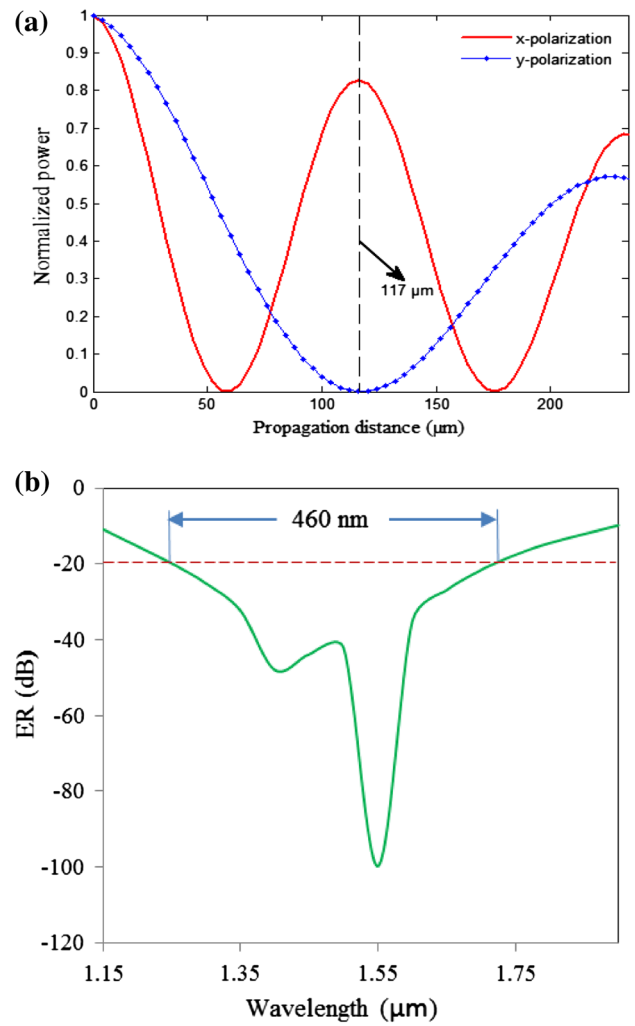 (a)
1
0.9
0.8
0.7
0.6
0.5
0.4
0.3
0.2
0.1
0
Normalized power
x-polarization
y-polarization
117 μm
0 50 100 150 200
Propagation distance (μm)
(b)
0
-20
-40
-60
-80
-100
-120
ER (dB)
460 nm
1.15 1.35 1.55 1.75
Wavelength (μm)